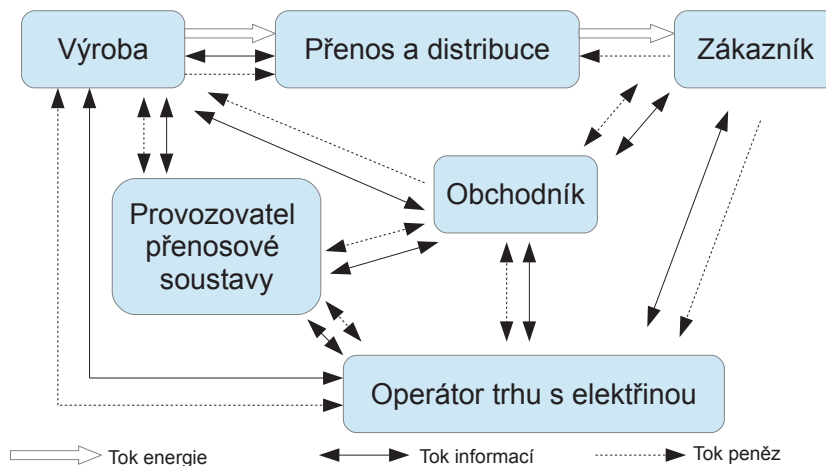 Výroba
Přenos a distribuce
Zákazník
Obchodník
Provozovatel
přenosové
soustavy
Operátor trhu s elektřinou
Tok energie
Tok informací
Tok peněz